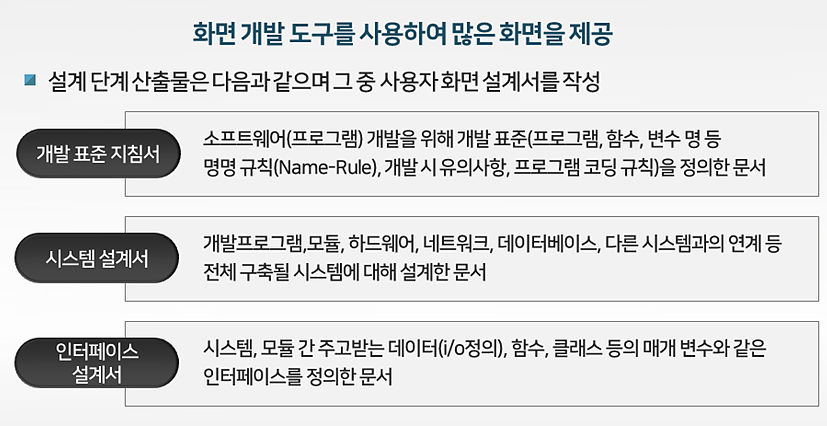 화면 개발 도구를 사용하여 많은 화면을 제공
설계 단계 산출물은 다음과 같으며 그 중 사용자 화면 설계서를 작성
개발 표준 지침서
소프트웨어(프로그램) 개발을 위해 개발 표준(프로그램, 함수, 변수 명 등
명명 규칙(Name-Rule), 개발 시 유의사항, 프로그램 코딩 규칙)을 정의한 문서
시스템 설계서
개발프로그램,모듈, 하드웨어, 네트워크, 데이터베이스, 다른 시스템과의 연계 등
전체 구축될 시스템에 대해 설계한 문서
인터페이스
설계서
시스템, 모듈 간 주고받는 데이터(i/o정의), 함수, 클래스 등의 매개 변수와 같은
인터페이스를 정의한 문서